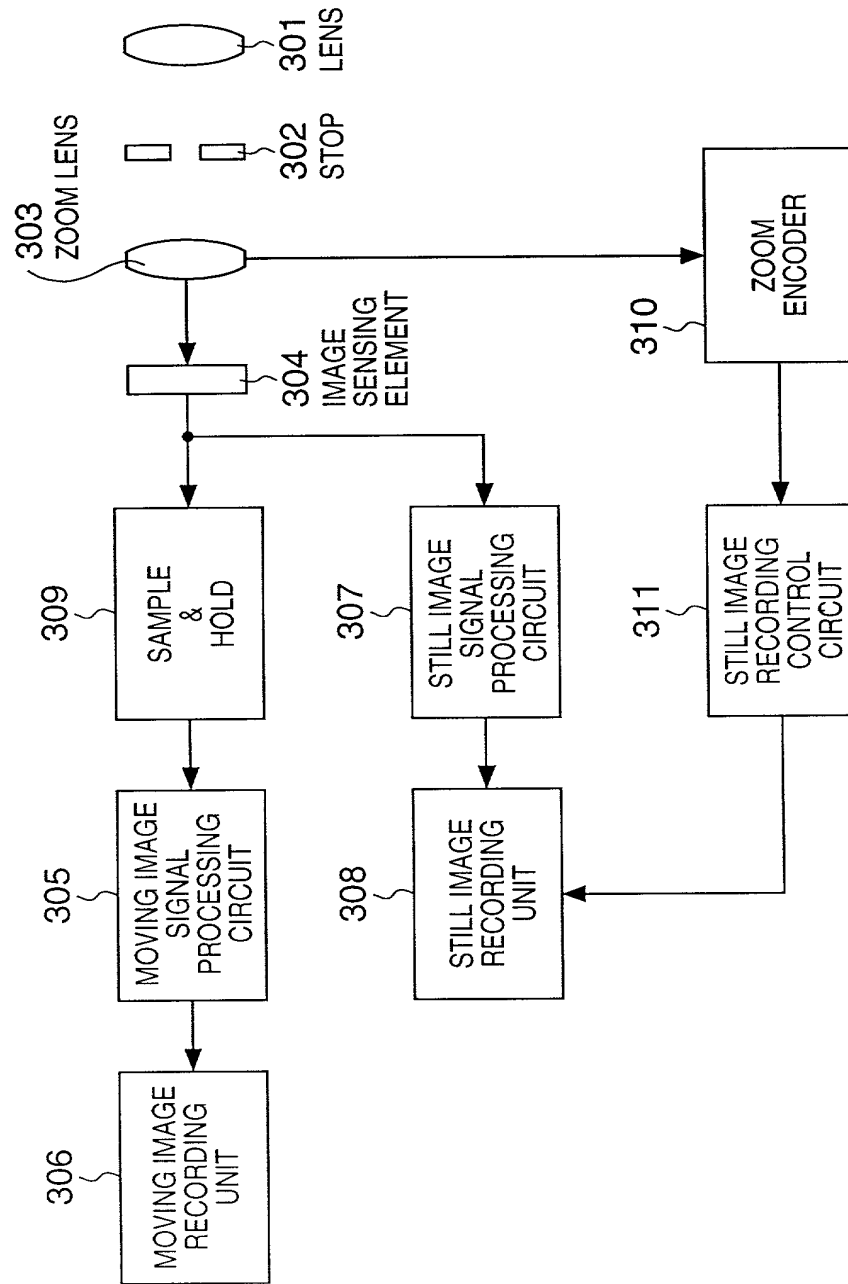 301
LENS
302
STOP
303
ZOOM LENS
304
IMAGE
SENSING
ELEMENT
309
SAMPLE
&
HOLD
305
MOVING IMAGE
SIGNAL
PROCESSING
CIRCUIT
306
MOVING IMAGE
RECORDING
UNIT
307
STILL IMAGE
SIGNAL
PROCESSING
CIRCUIT
308
STILL IMAGE
RECORDING
UNIT
310
ZOOM
ENCODER
311
STILL IMAGE
RECORDING
CONTROL
CIRCUIT